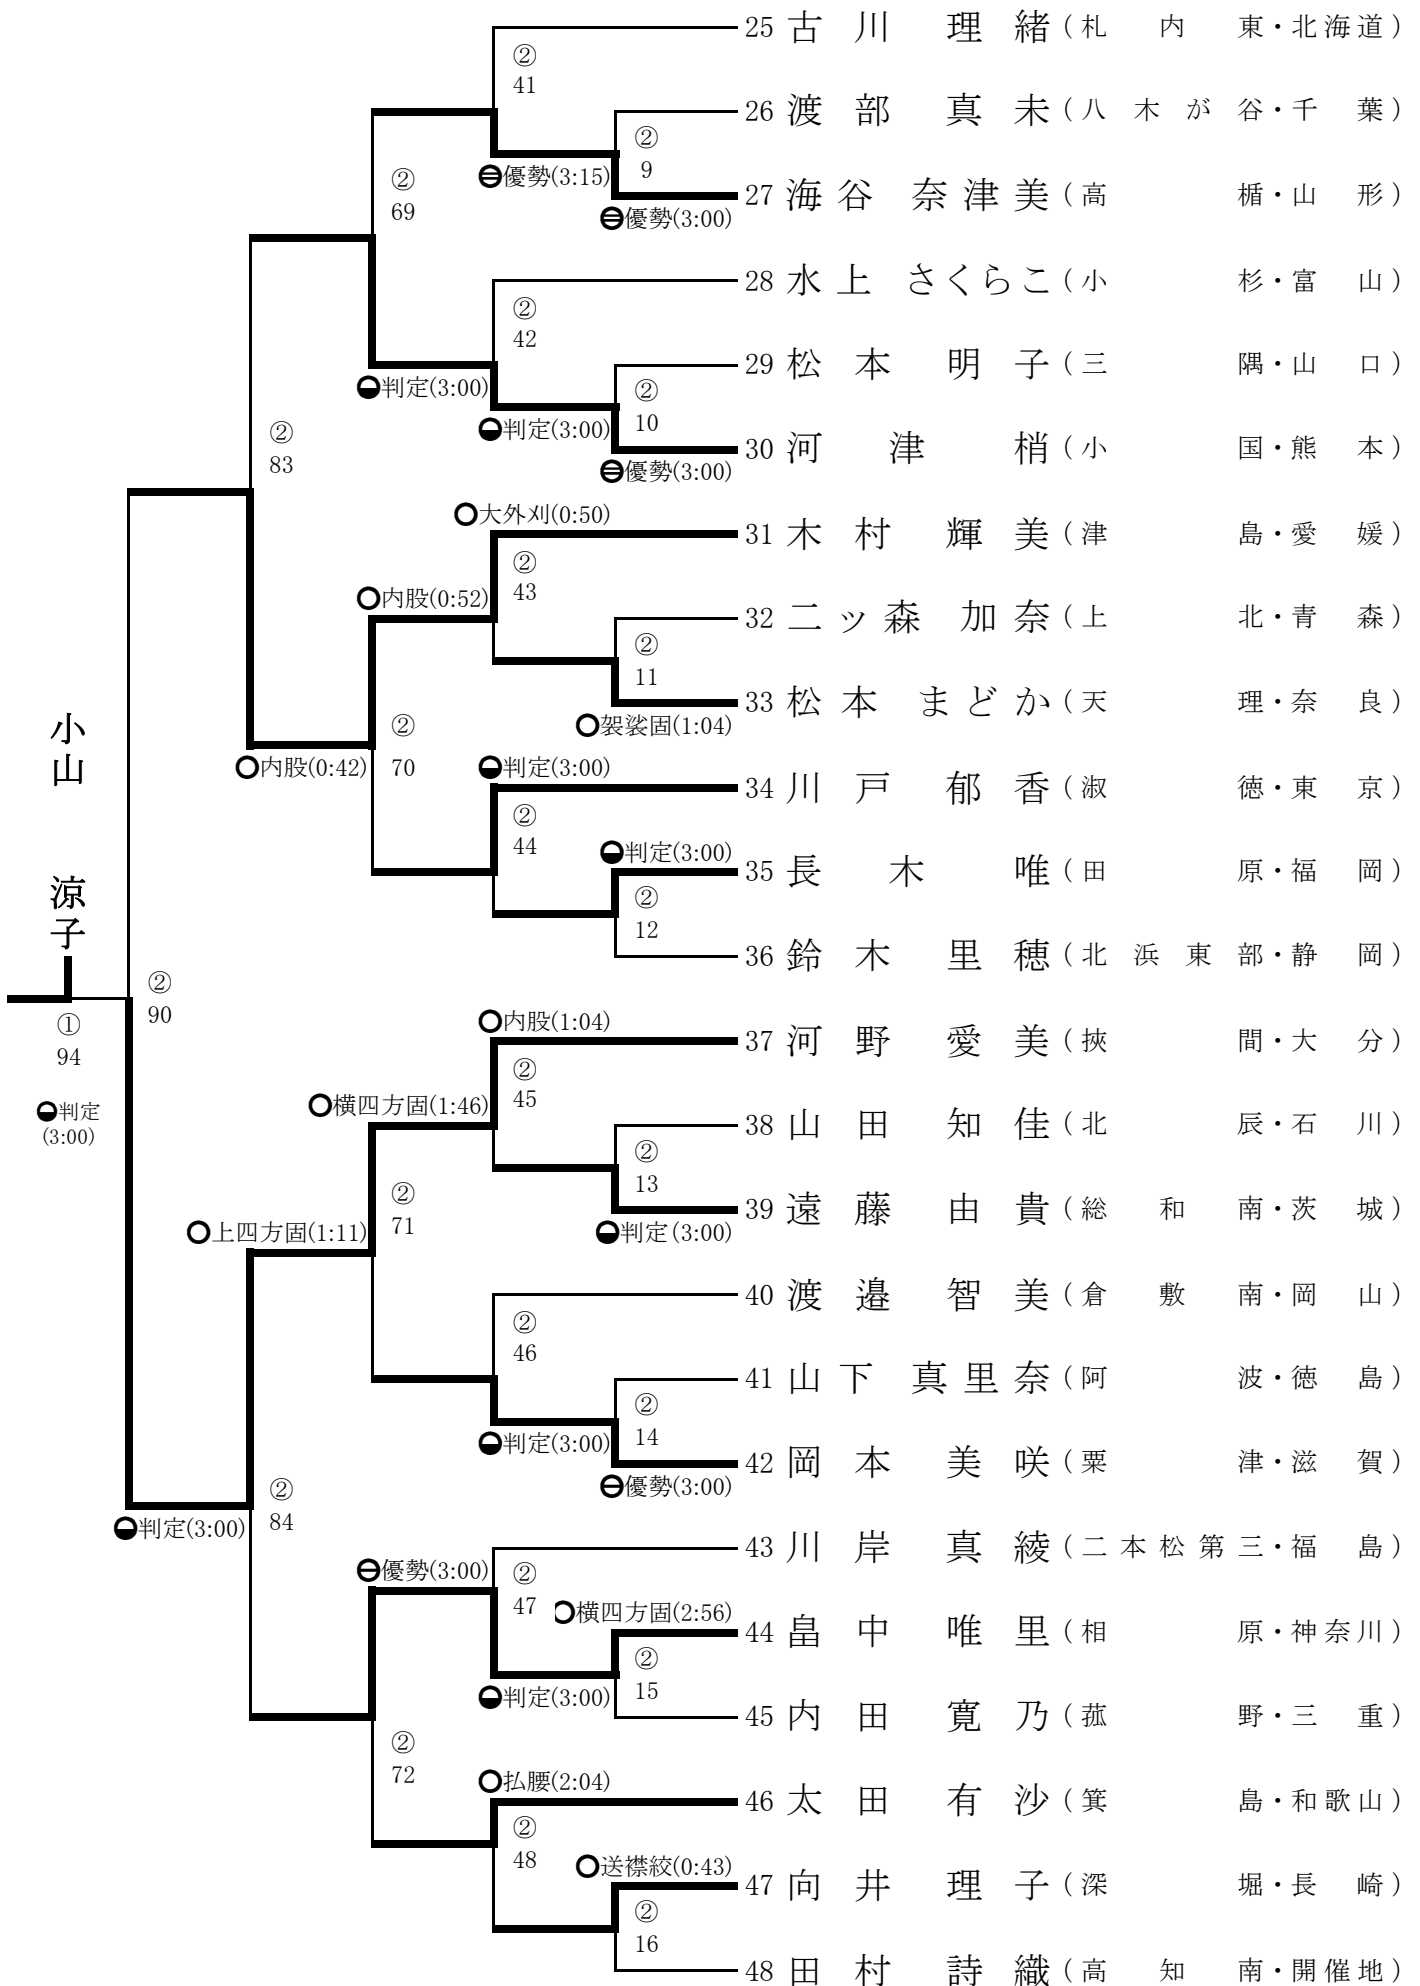 25 古川 理緒 (札内東・北海道)
②
41
26 渡部 真未 (八木が谷・千葉)
②
9
優勢(3:15)
②
69
27 海谷 奈津美 (高楯・山形)
優勢(3:00)
28 水上 さくらこ (小杉・富山)
②
42
29 松本 明子 (三隅・山口)
判定(3:00)
②
10
判定(3:00)
②
83
30 河津 梢 (小国・熊本)
優勢(3:00)
大外刈(0:50)
31 木村 輝美 (津島・愛媛)
②
43
内股(0:52)
32 二ッ森 加奈 (上北・青森)
②
11
33 松本 まどか (天理・奈良)
袈裟固(1:04)
小山 涼子
②
70
内股(0:42)
判定(3:00)
34 川戸 郁香 (淑徳・東京)
②
44
判定(3:00)
35 長木 唯 (田原・福岡)
②
12
36 鈴木 里穂 (北浜東部・静岡)
②
90
①
94
内股(1:04)
37 河野 愛美 (挾間・大分)
②
45
判定
(3:00)
横四方固(1:46)
38 山田 知佳 (北辰・石川)
②
13
②
71
39 遠藤 由貴 (総和南・茨城)
上四方固(1:11)
判定(3:00)
40 渡邉 智美 (倉敷南・岡山)
②
46
41 山下 真里奈 (阿波・徳島)
②
14
判定(3:00)
42 岡本 美咲 (粟津・滋賀)
優勢(3:00)
②
84
判定(3:00)
43 川岸 真綾 (二本松第三・福島)
優勢(3:00)
②
47
横四方固(2:56)
44 畠中 唯里 (相原・神奈川)
②
15
判定(3:00)
45 内田 寛乃 (菰野・三重)
②
72
払腰(2:04)
46 太田 有沙 (箕島・和歌山)
②
48
送襟絞(0:43)
47 向井 理子 (深堀・長崎)
②
16
48 田村 詩織 (高知南・開催地)